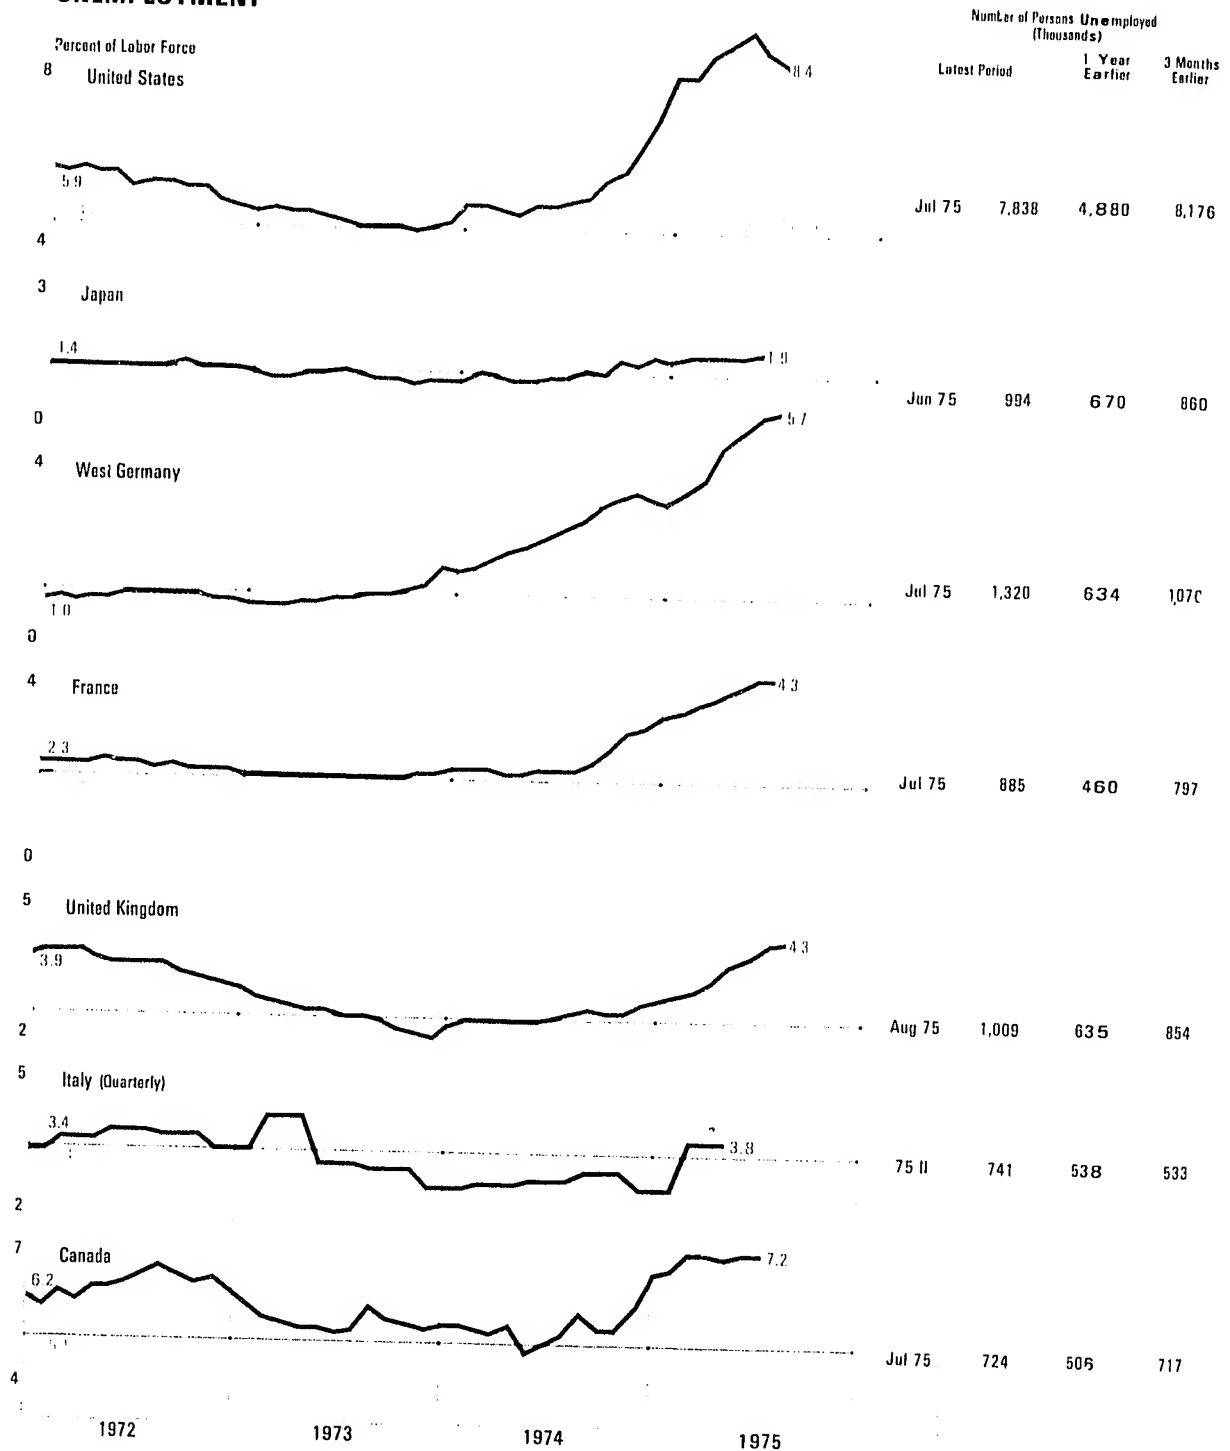 Number of Persons Unemployed
(Thousands)
Percent of Labor Force
Latest Period 1 Year Earlier 3 Months Earlier
8 United States
8.4
5.9
Jul 75 7,838 4,880 8,176
4
3 Japan
1.4
1.9
Jun 75 994 670 860
0
5.7
4 West Germany
1.0
Jul 75 1,320 634
0
4 France
4.3
2.3
Jul 75 885 460 797
0
5 United Kingdom
4.3
3.9
2
Aug 75 1,009 635 854
5 Italy (Quarterly)
3.4
3.8
75 II 741 538 533
2
7 Canada
7.2
6.2
Jul 75 724 506 717
4
1972 1973 1974 1975